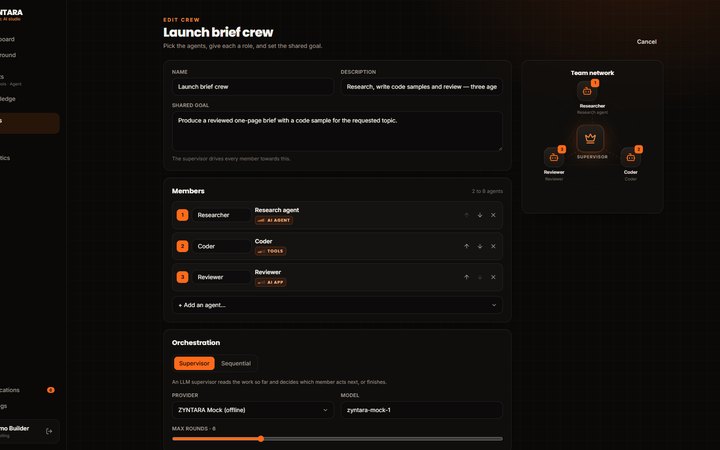 NTARA
AI studio
board
round
ts
ols · Agent
ledge
s
tics
cations
6
gs
mo Builder
eting
EDIT CREW
Launch brief crew
Pick the agents, give each a role, and set the shared goal.
Cancel
NAME
DESCRIPTION
Launch brief crew
Research, write code samples and review — three age
SHARED GOAL
Produce a reviewed one-page brief with a code sample for the requested topic.
The supervisor drives every member towards this.
Members
2 to 8 agents
1
Researcher
Research agent
AI AGENT
2
Coder
Coder
TOOLS
3
Reviewer
Reviewer
AI APP
+ Add an agent...
Orchestration
Supervisor
Sequential
An LLM supervisor reads the work so far and decides which member acts next, or finishes.
PROVIDER
MODEL
ZYNTARA Mock (offline)
zyntara-mock-1
MAX ROUNDS · 6
Team network
1
Researcher
Research agent
SUPERVISOR
3
Reviewer
Reviewer
2
Coder
Coder